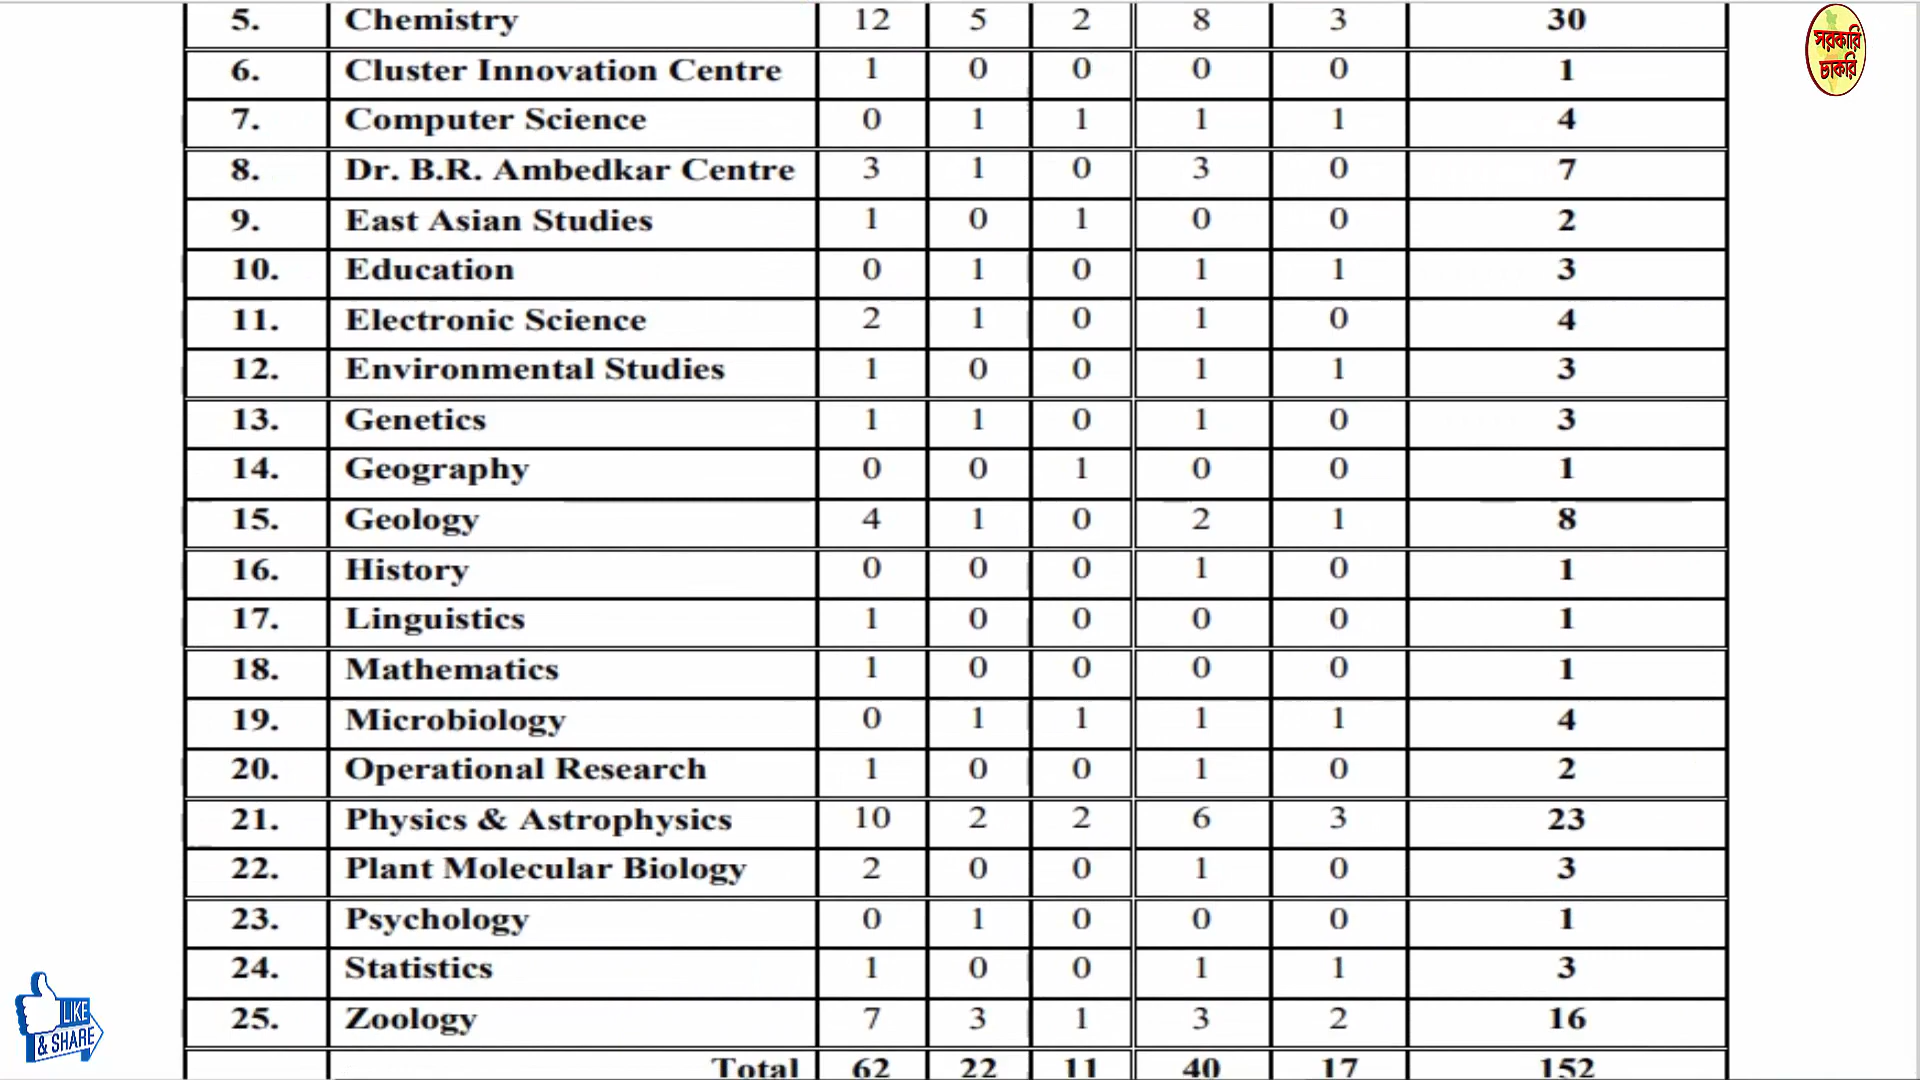 5. Chemistry 12 5 2 8 3 30
6. Cluster Innovation Centre 1 0 0 0 0 1
7. Computer Science 0 1 1 1 1 4
8. Dr. B.R. Ambedkar Centre 3 1 0 3 0 7
9. East Asian Studies 1 0 1 0 0 2
10. Education 0 1 0 1 1 3
11. Electronic Science 2 1 0 1 0 4
12. Environmental Studies 1 0 0 1 1 3
13. Genetics 1 1 0 1 0 3
14. Geography 0 0 1 0 0 1
15. Geology 4 1 0 2 1 8
16. History 0 0 0 1 0 1
17. Linguistics 1 0 0 0 0 1
18. Mathematics 1 0 0 0 0 1
19. Microbiology 0 1 1 1 1 4
20. Operational Research 1 0 0 1 0 2
21. Physics & Astrophysics 10 2 2 6 3 23
22. Plant Molecular Biology 2 0 0 1 0 3
23. Psychology 0 1 0 0 0 1
24. Statistics 1 0 0 1 1 3
25. Zoology 7 3 1 3 2 16
Total 62 22 11 40 17 152
সরকারি
চাকরি
LIKE
& SHARE